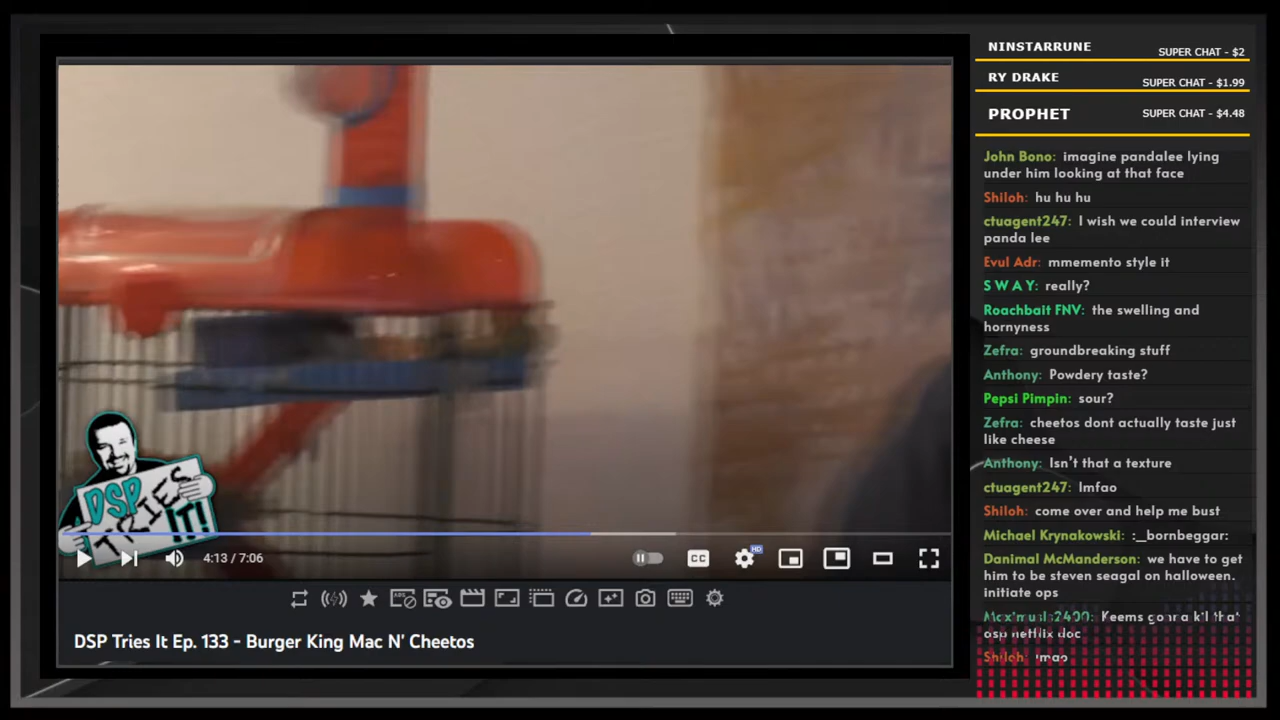 NINSTARRUNE
SUPER CHAT - $2
RY DRAKE
SUPER CHAT - $1.99
PROPHET
SUPER CHAT - $4.48
John Bono: imagine pandalee lying
under him looking at that face
Shiloh: hu hu hu
ctuagent247: I wish we could interview
panda lee
Evul Adr: mmemento style it
S W A Y: really?
Roachbait FNV: the swelling and
hornyness
Zefra: groundbreaking stuff
Anthony: Powdery taste?
Pepsi Pimpin: sour?
Zefra: cheetos dont actually taste just
like cheese
Anthony: Isn't that a texture
ctuagent247: lmfao
Shiloh: come over and help me bust
Michael Krynakowski: :_bornbeggar:
Danimal McManderson: we have to get
him to be steven seagal on halloween.
initiate ops
Keems gonna kil that
dsp netflix doc
Shiloh: lmao
DSP
TRIES
IT!
4:13 / 7:06
CC
HD
DSP Tries It Ep. 133 - Burger King Mac N' Cheetos